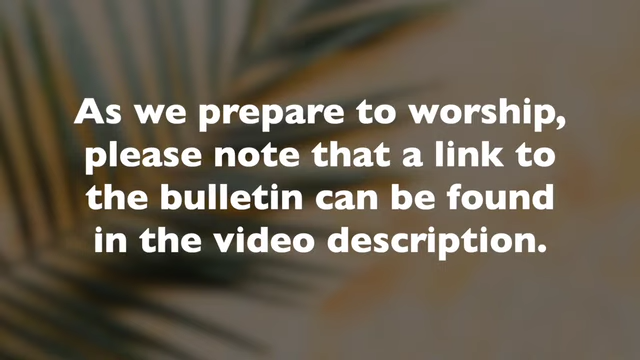 As we prepare to worship,
please note that a link to
the bulletin can be found
in the video description.